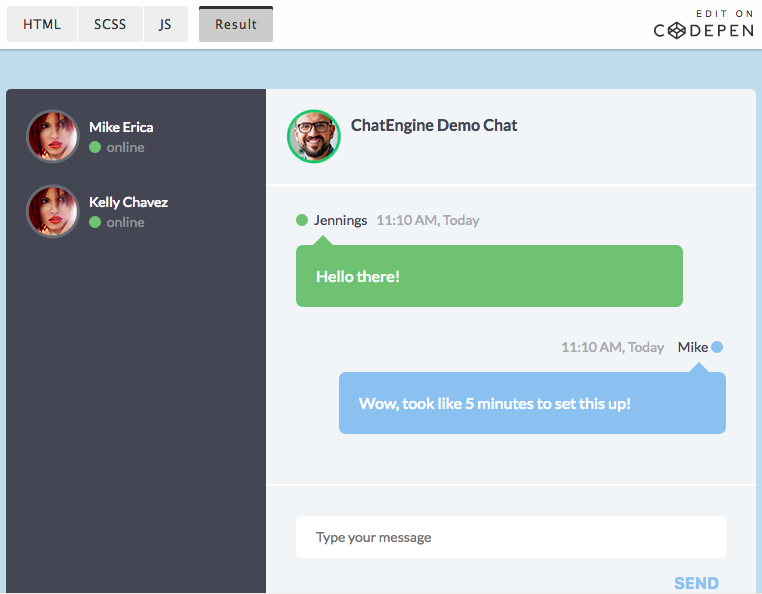 HTML SCSS JS Result
EDIT ON
CODEPEN
Mike Erica
online
Kelly Chavez
online
ChatEngine Demo Chat
Jennings 11:10 AM, Today
Hello there!
11:10 AM, Today Mike
Wow, took like 5 minutes to set this up!
Type your message
SEND